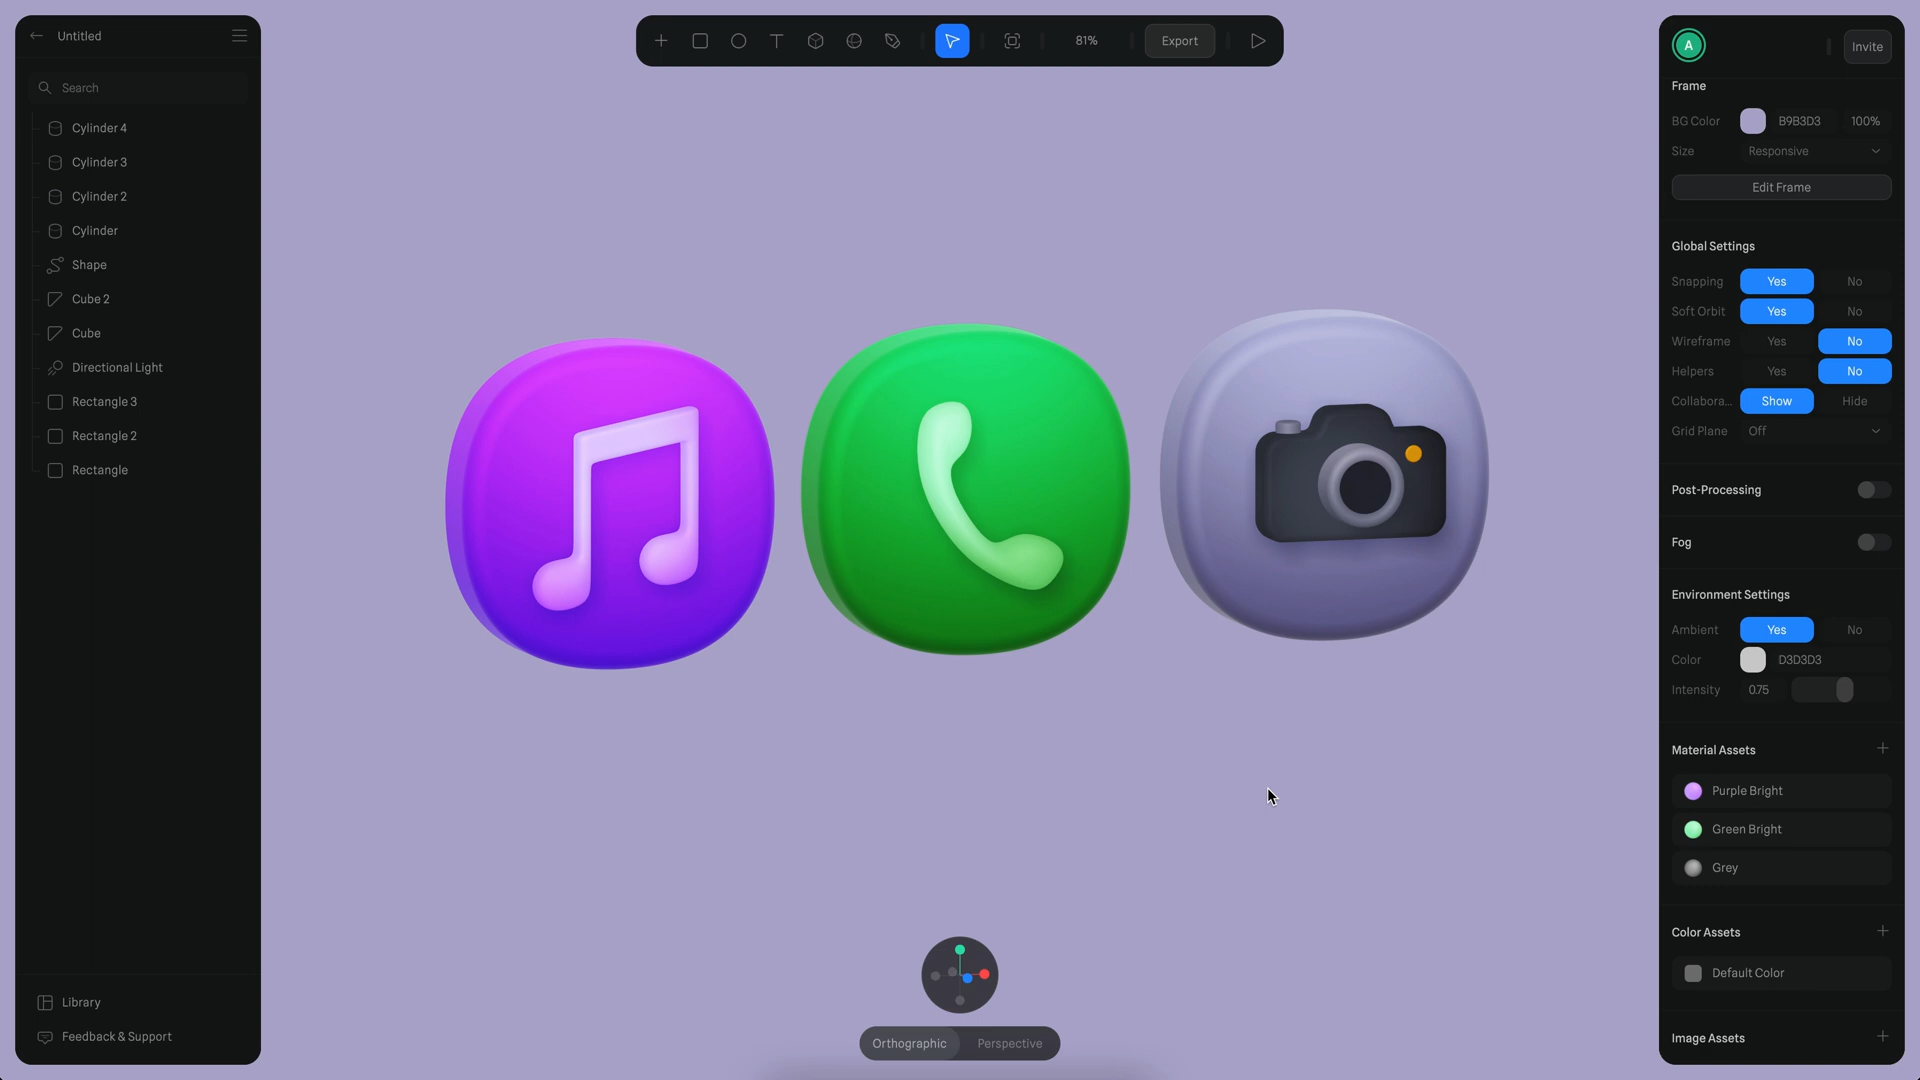 Untitled
Search
Cylinder 4
Cylinder 3
Cylinder 2
Cylinder
Shape
Cube 2
Cube
Directional Light
Rectangle 3
Rectangle 2
Rectangle
Library
Feedback & Support
81%
Export
Orthographic
Perspective
A
Invite
Frame
BG Color B9B3D3 100%
Size Responsive
Edit Frame
Global Settings
Snapping Yes No
Soft Orbit Yes No
Wireframe Yes No
Helpers Yes No
Collabora... Show Hide
Grid Plane Off
Post-Processing
Fog
Environment Settings
Ambient Yes No
Color D3D3D3
Intensity 0.75
Material Assets
Purple Bright
Green Bright
Grey
Color Assets
Default Color
Image Assets